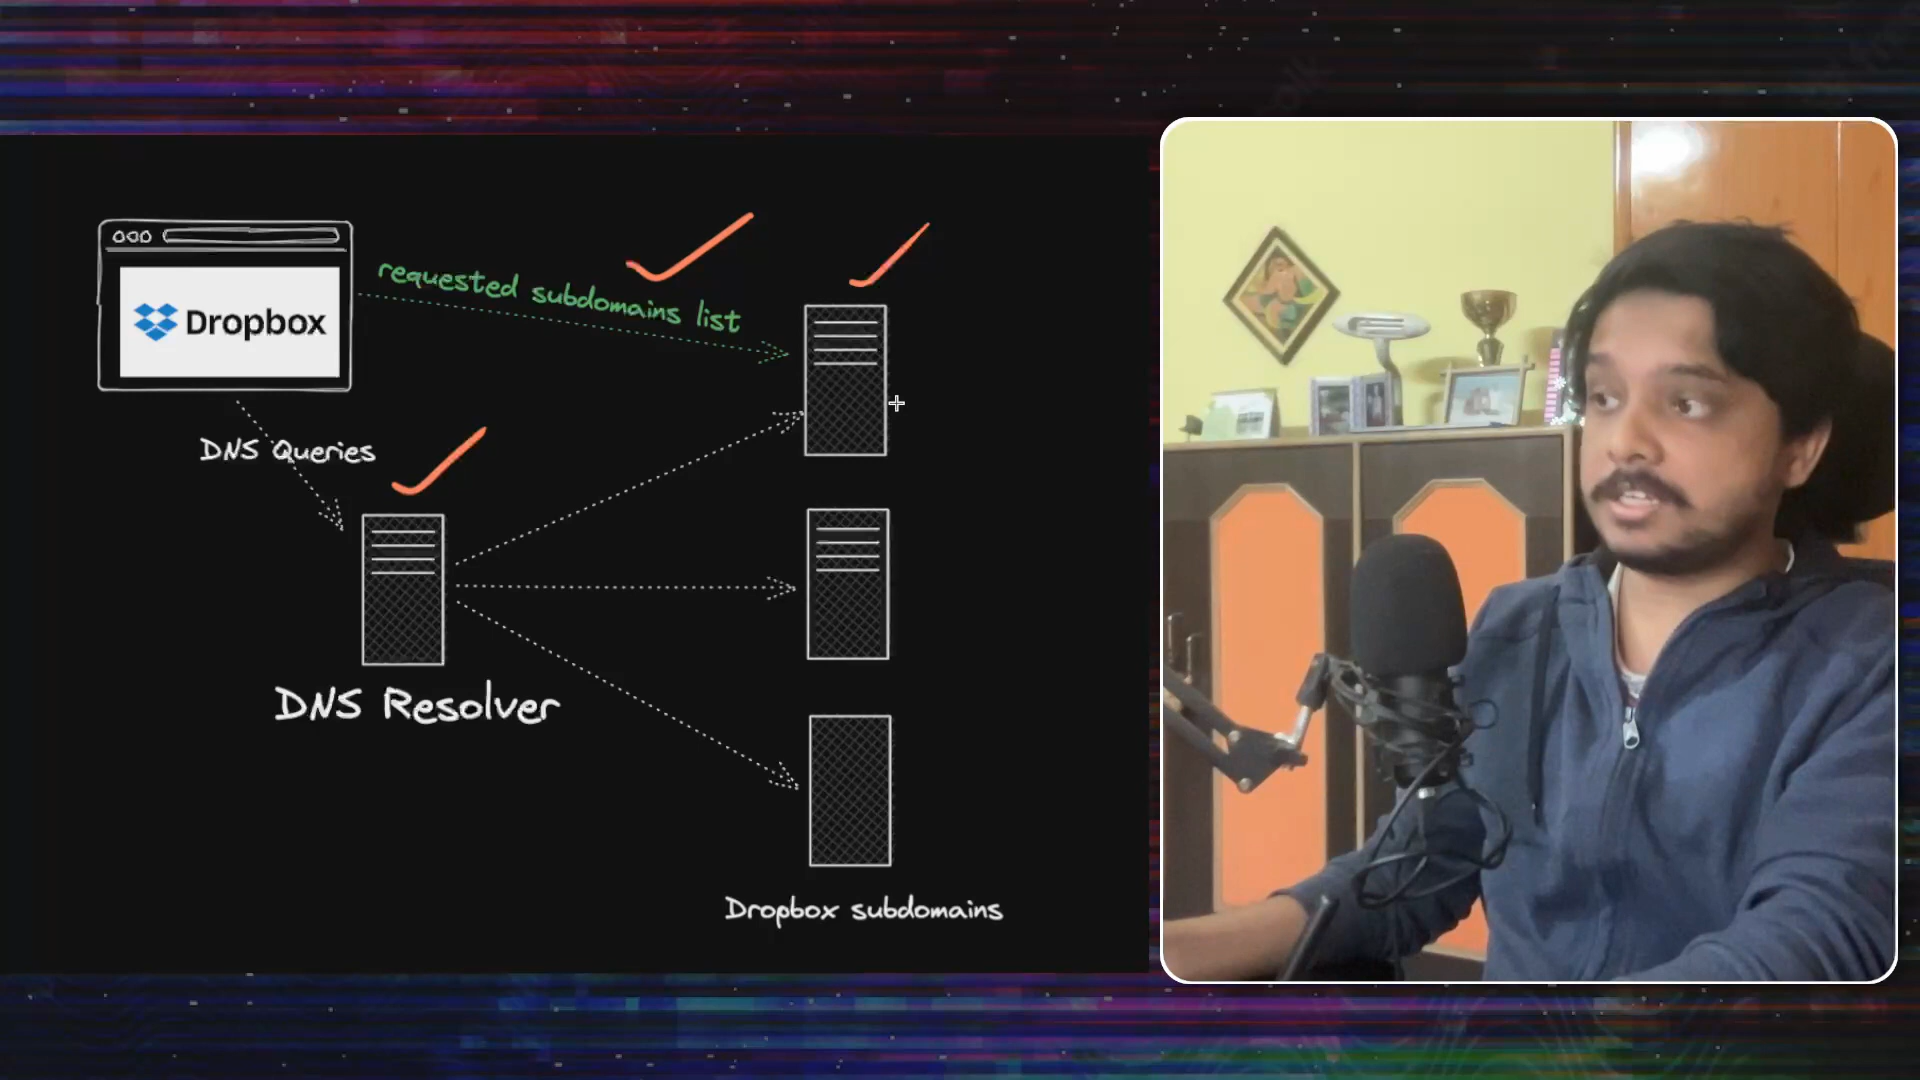 requested subdomains list
Dropbox
DNS Queries
DNS Resolver
Dropbox subdomains